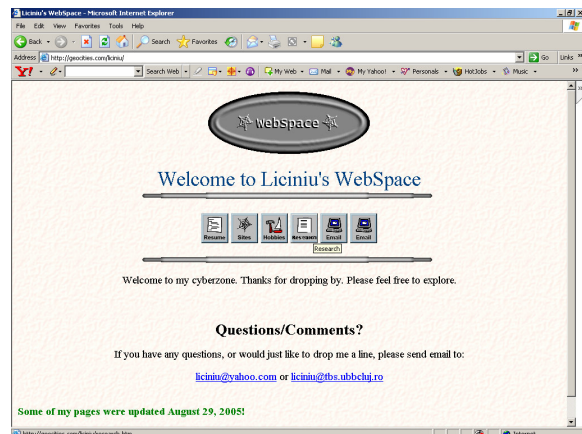 Liciniu's WebSpace - Microsoft Internet Explorer
File Edit View Favorites Tools Help
Back Search Favorites
Address http://geocities.com/liciniu/ Go Links »
Y! Search Web My Web Mail My Yahoo! Personals HotJobs Music »
WebSpace
Welcome to Liciniu's WebSpace
Resume Sites Hobbies Research Email Email
Research
Welcome to my cyberzone. Thanks for dropping by. Please feel free to explore.
Questions/Comments?
If you have any questions, or would just like to drop me a line, please send email to:
liciniu@yahoo.com or liciniu@tbs.ubbcluj.ro
Some of my pages were updated August 29, 2005!